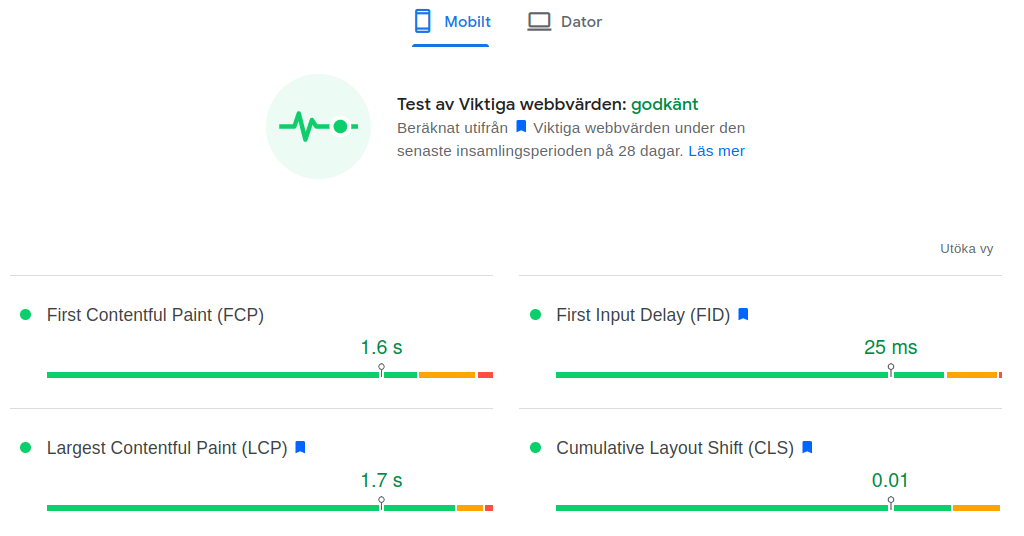 Mobilt
Dator
Test av Viktiga webbvärden: godkänt
Beräknat utifrån Viktiga webbvärden under den
senaste insamlingsperioden på 28 dagar. Läs mer
Utöka vy
First Contentful Paint (FCP)
1.6 s
First Input Delay (FID)
25 ms
Largest Contentful Paint (LCP)
1.7 s
Cumulative Layout Shift (CLS)
0.01